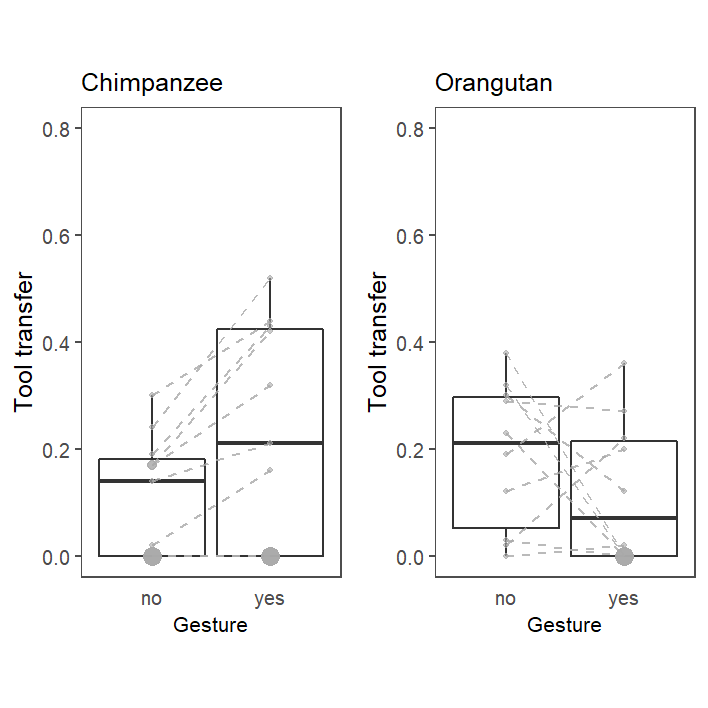 Chimpanzee
Tool transfer
0.8
0.6
0.4
0.2
0.0
no yes
Gesture
Orangutan
Tool transfer
0.8
0.6
0.4
0.2
0.0
no yes
Gesture